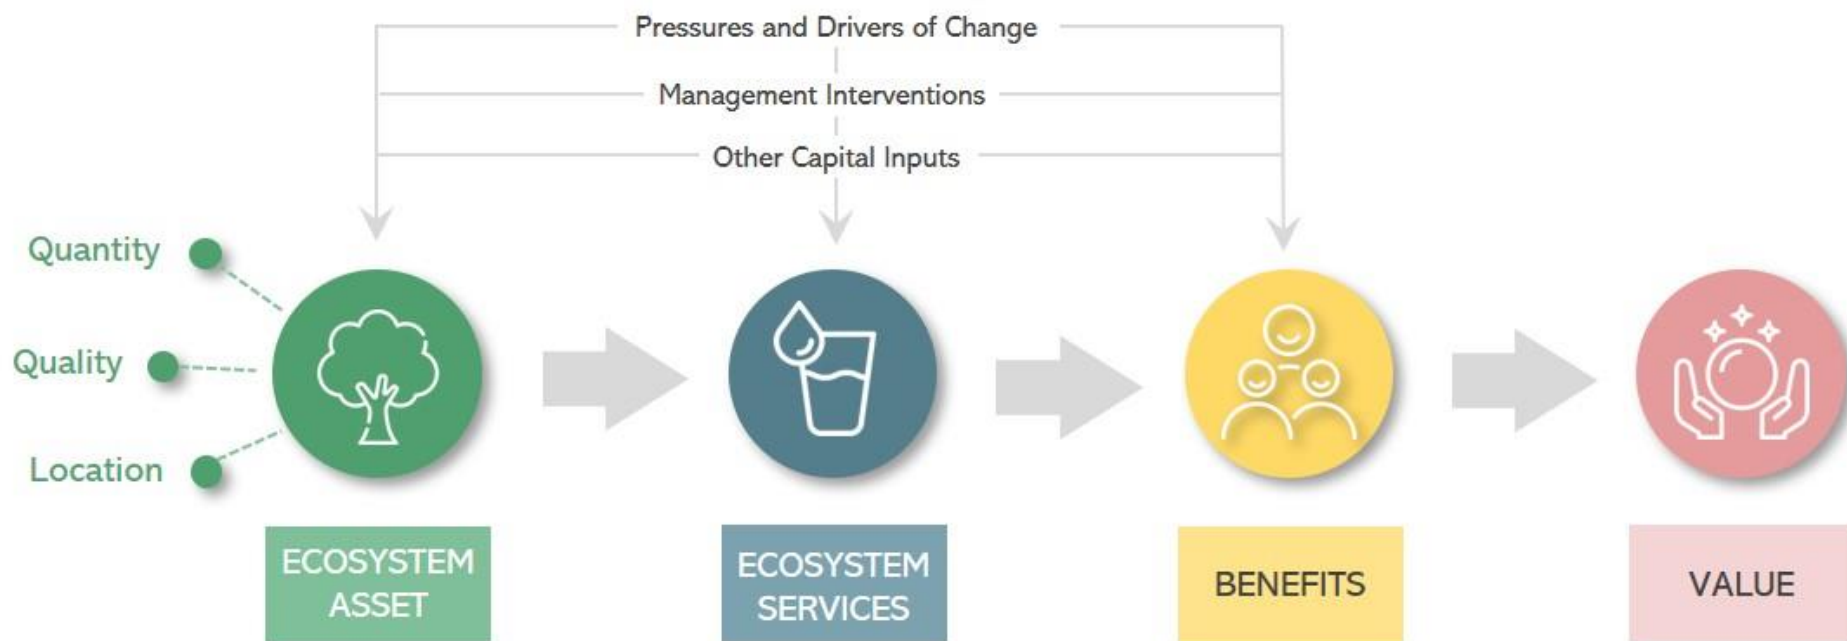 Pressures and Drivers of Change
Management Interventions
Other Capital Inputs
Quantity
Quality
Location
ECOSYSTEM
ASSET
ECOSYSTEM
SERVICES
BENEFITS
VALUE